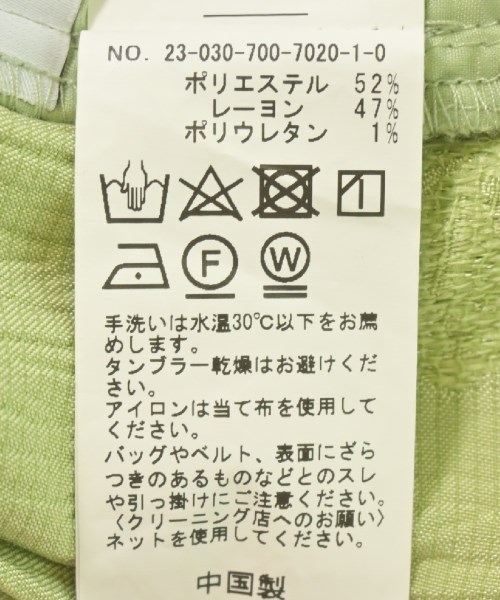 NO. 23-030-700-7020-1-0
ポリエステル 52%
レーヨン 47%
ポリウレタン 1%
F
W
手洗いは水温30℃以下をお薦
めします。
タンブラー乾燥はお避けくだ
さい。
アイロンは当て布を使用して
ください。
バッグやベルト、表面にざら
つきのあるものなどとのスレ
や引っ掛けにご注意ください。
〈クリーニング店へのお願い〉
ネットを使用してください。
中国製